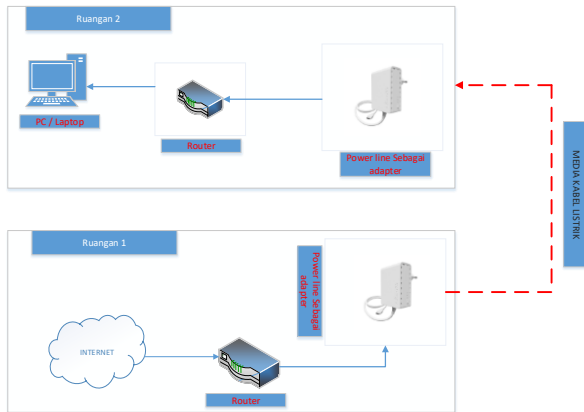 Ruangan 2
PC / Laptop
Router
Power line Sebagai
adapter
MEDIA KABEL LISTRIK
Ruangan 1
Power line Sebagai
adapter
INTERNET
Router